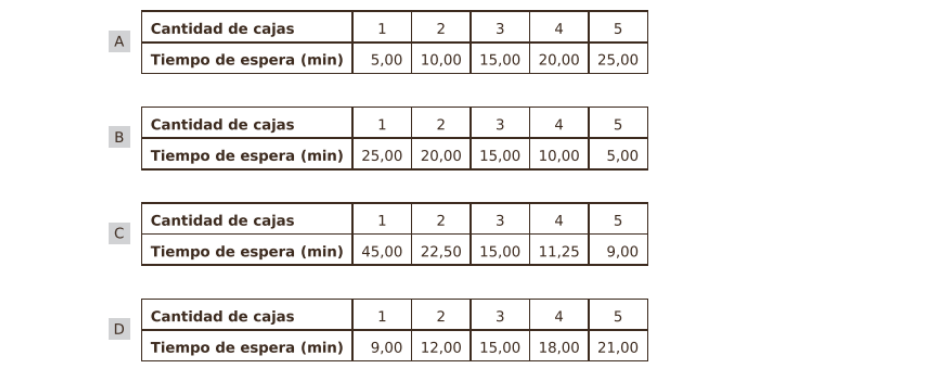 A
Cantidad de cajas 1 2 3 4 5
Tiempo de espera (min) 5,00 10,00 15,00 20,00 25,00
B
Cantidad de cajas 1 2 3 4 5
Tiempo de espera (min) 25,00 20,00 15,00 10,00 5,00
C
Cantidad de cajas 1 2 3 4 5
Tiempo de espera (min) 45,00 22,50 15,00 11,25 9,00
D
Cantidad de cajas 1 2 3 4 5
Tiempo de espera (min) 9,00 12,00 15,00 18,00 21,00